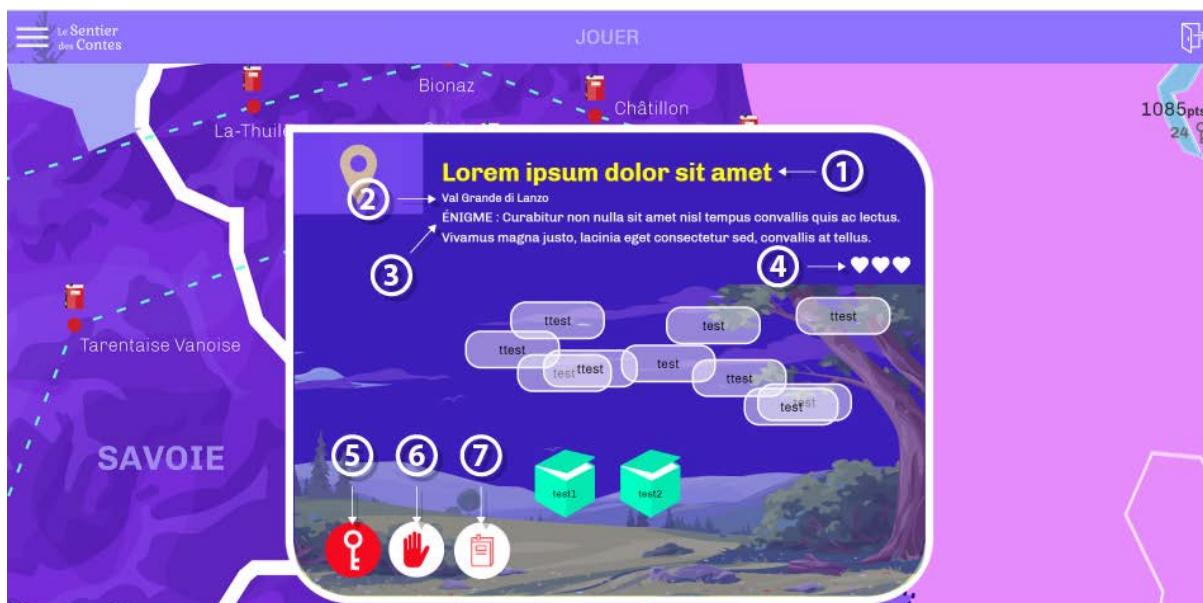 Le Sentier
des Contes
JOUER
Bionaz
Châtillon
La-Thuil
1085pts
24
Lorem ipsum dolor sit amet
1
2
Val Grande di Lanzo
ÉNIGME : Curabitur non nulla sit amet nisl tempus convallis quis ac lectus.
Vivamus magna justo, lacinia eget consectetur sed, convallis at tellus.
3
4
ttest
test
ttest
ttest
test
ttest
test
ttest
test
test
Tarentaise Vanoise
SAVOIE
5
6
7
test1
test2